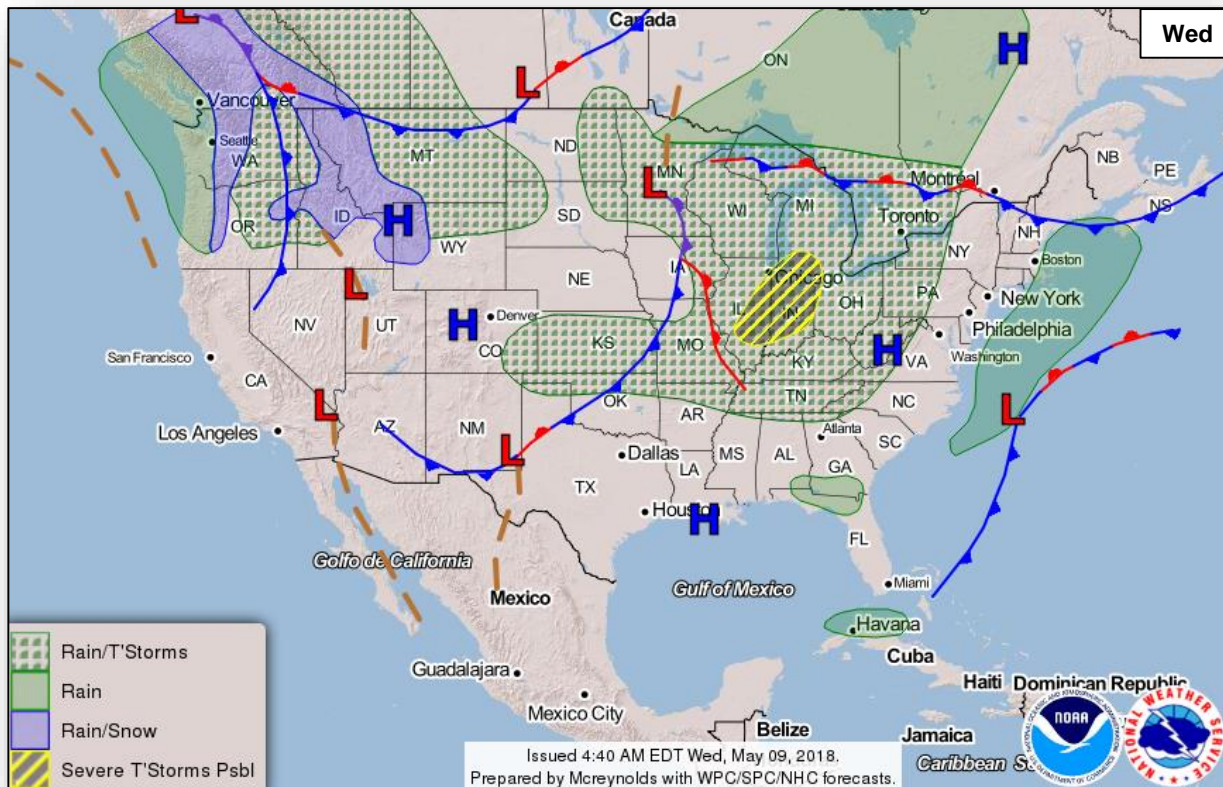 Wed
Canada
L
H
ON
L
Vancouver
Seattle
WA
MT
ND
MN
L
NB
PE
Montréal
NS
WI
MI
Toronto
NH
OR
ID
H
WY
SD
NY
Boston
IA
L
NE
Chicago
PA
New York
NV
UT
H
Denver
IL
IN
OH
Philadelphia
San Francisco
CO
KS
MO
KY
H
VA
Washington
CA
L
TN
NC
L
Los Angeles
AZ
NM
OK
AR
Atlanta
SC
L
Dallas
LA
MS
AL
GA
TX
Houston
H
FL
Golfo de California
Gulf of Mexico
Miami
Mexico
Havana
Cuba
Guadalajara
Haiti
Dominican Republic
Mexico City
Belize
Jamaica
Caribbean
Rain/T'Storms
Rain
Rain/Snow
Severe T'Storms Psbl
Issued 4:40 AM EDT Wed, May 09, 2018.
Prepared by Mcreynolds with WPC/SPC/NHC forecasts.
NOAA
NATIONAL WEATHER SERVICE